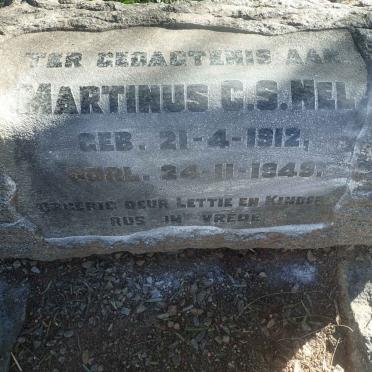 TER GEDAGTENIS AAN
MARTINUS C.S. NEL
GEB. 21-4-1912,
OORL. 24-11-1949.
OPGERIG DEUR LETTIE EN KINDERS
RUS IN VREDE